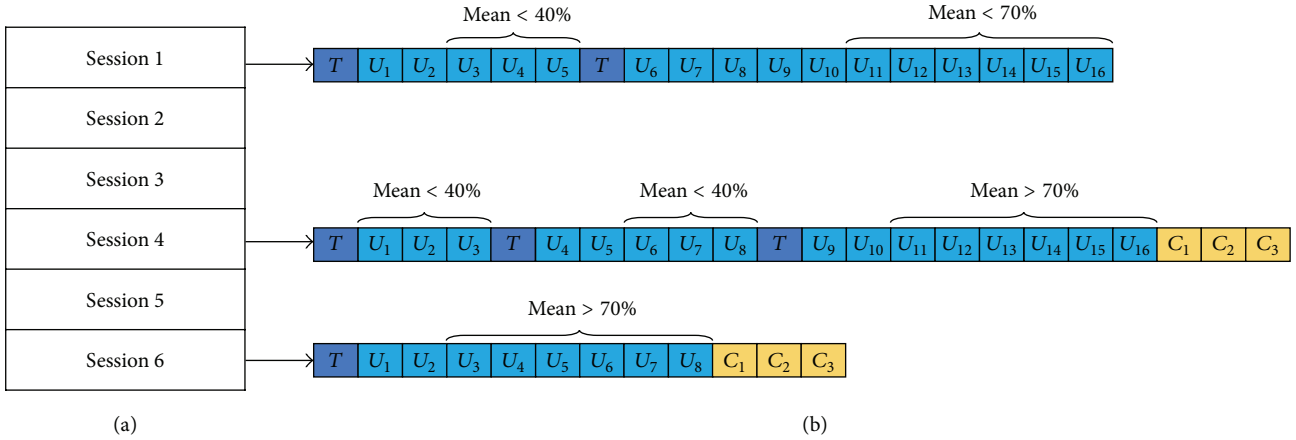 Mean < 40%
Mean < 70%
Session 1
T U₁ U₂ U₃ U₄ U₅ T U₆ U₇ U₈ U₉ U₁₀ U₁₁ U₁₂ U₁₃ U₁₄ U₁₅ U₁₆
Session 2
Session 3
Mean < 40%
Mean < 40%
Mean > 70%
Session 4
T U₁ U₂ U₃ T U₄ U₅ U₆ U₇ U₈ T U₉ U₁₀ U₁₁ U₁₂ U₁₃ U₁₄ U₁₅ U₁₆ C₁ C₂ C₃
Session 5
Mean > 70%
Session 6
T U₁ U₂ U₃ U₄ U₅ U₆ U₇ U₈ C₁ C₂ C₃
(a)
(b)